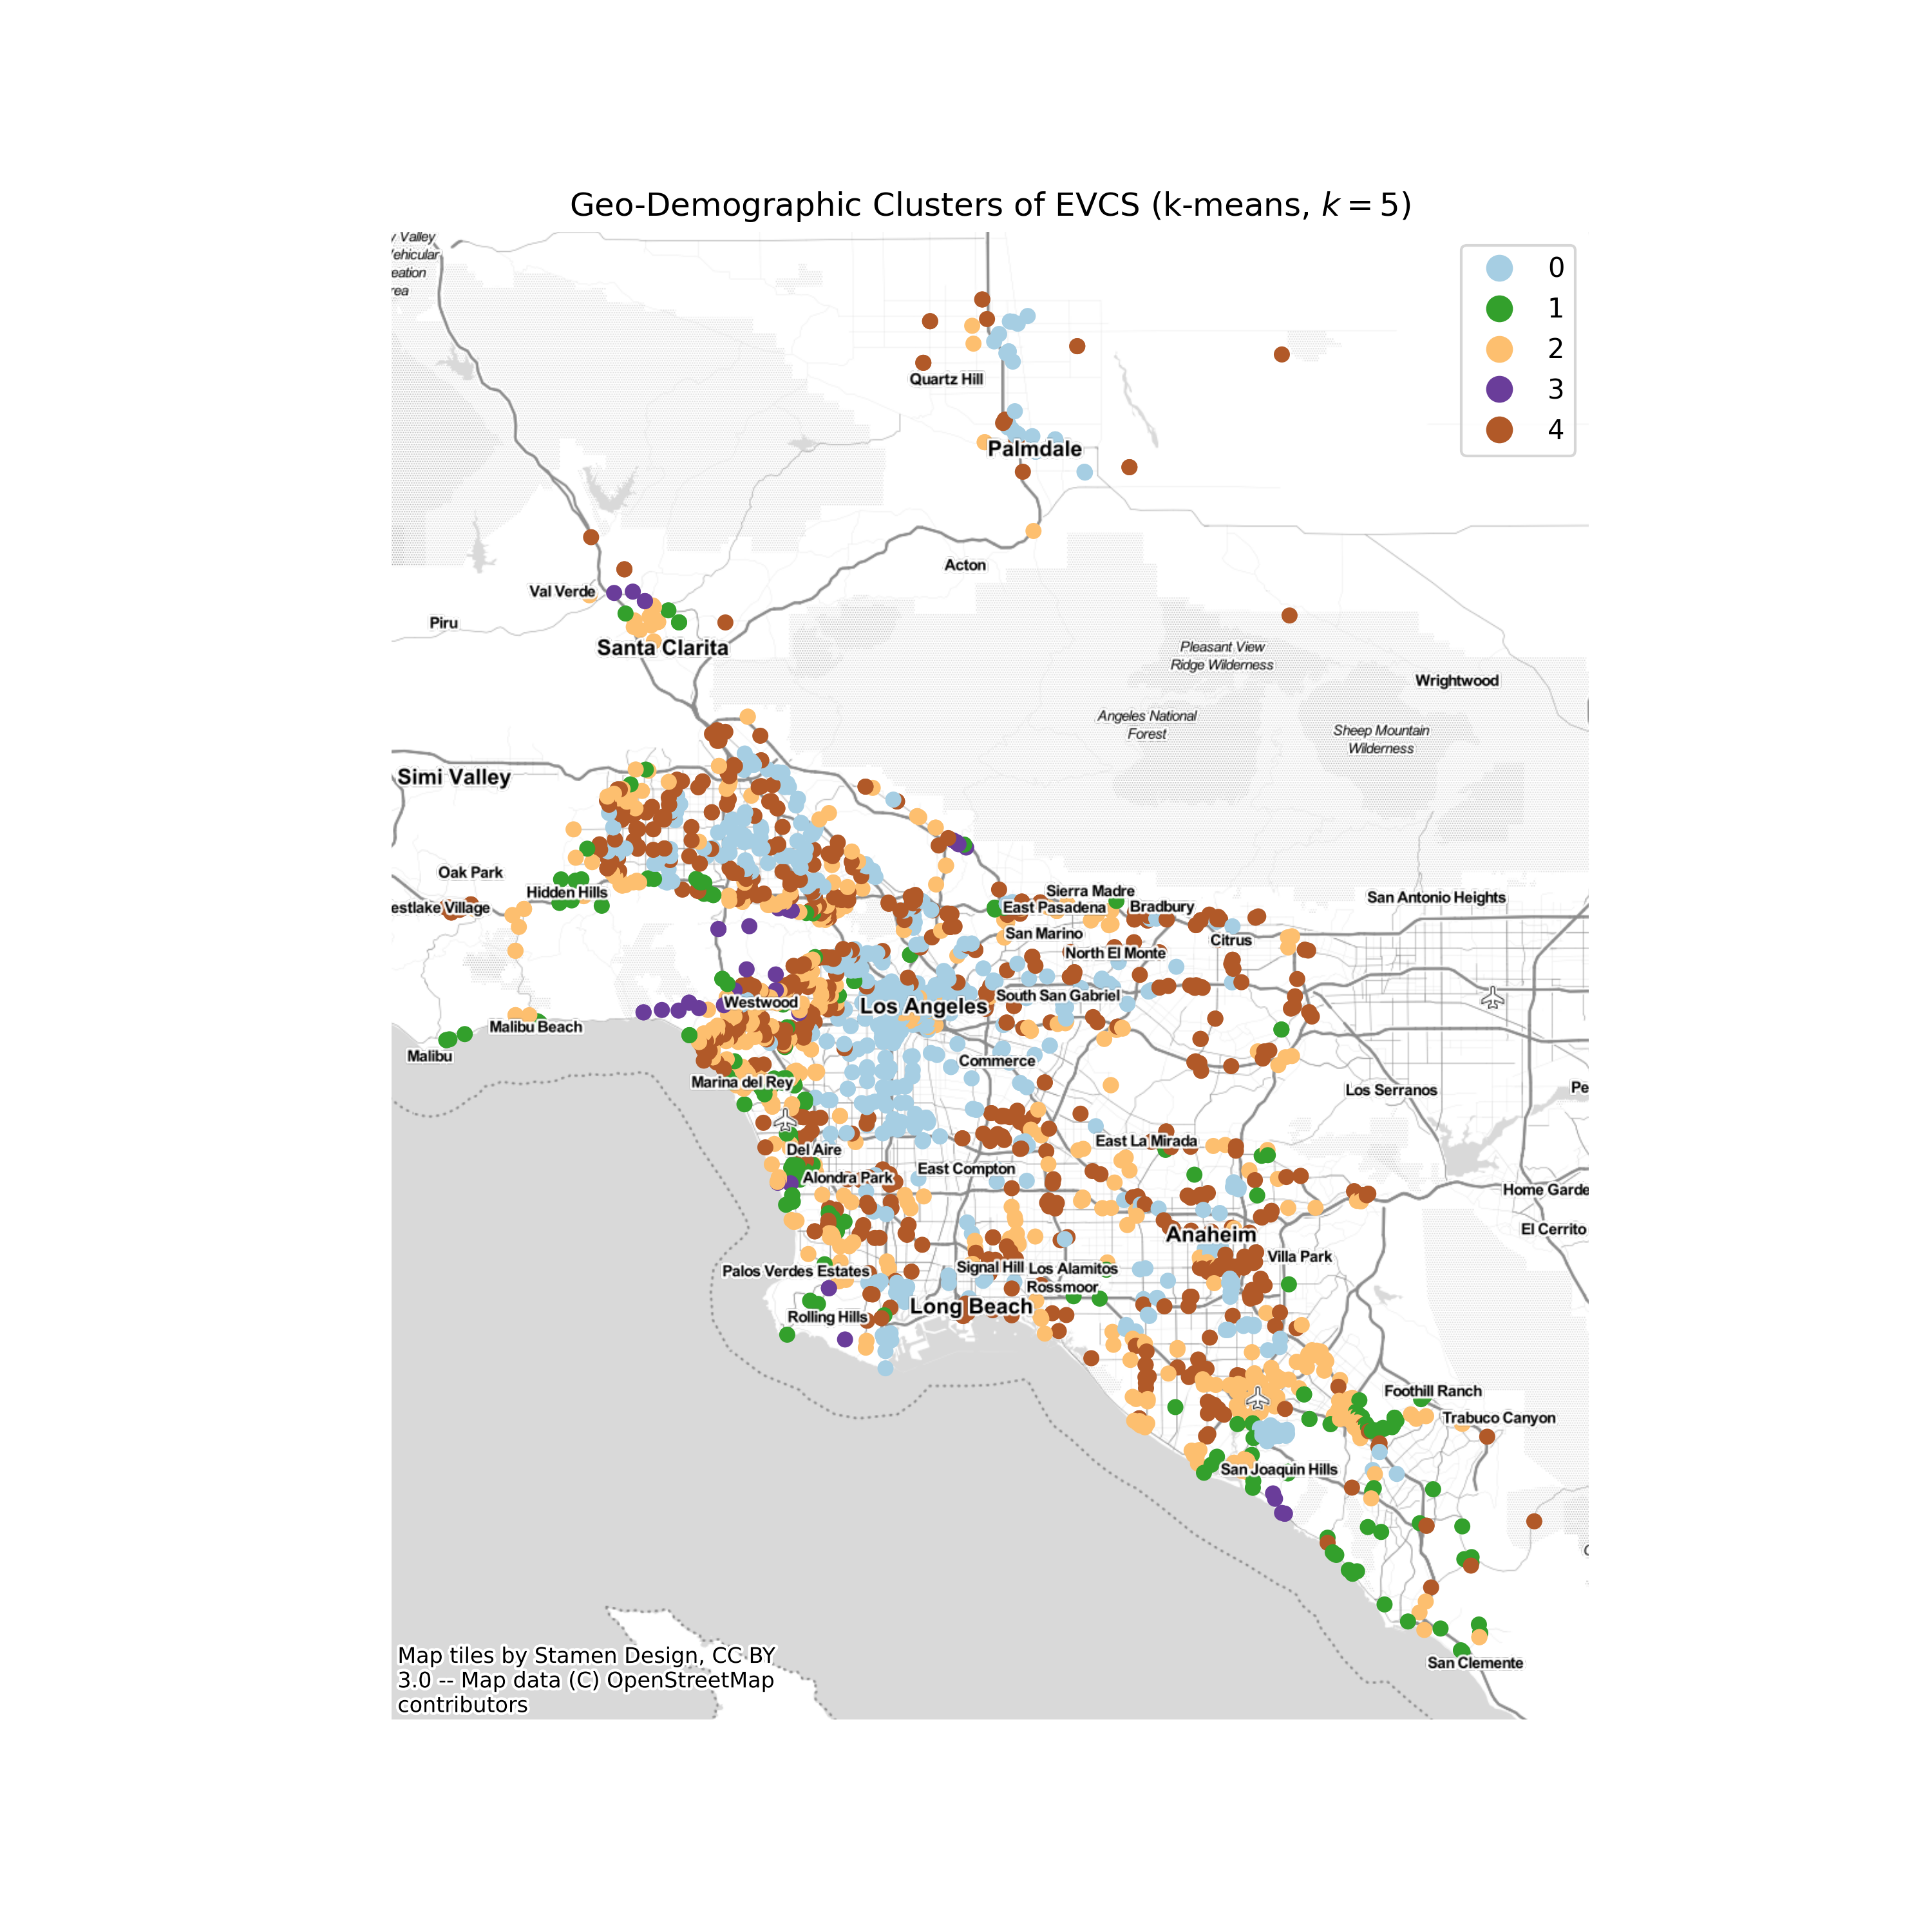 Geo-Demographic Clusters of EVCS (k-means, k = 5)
y Valley
ehicular
eation
rea
0
1
2
3
4
Quartz Hill
Palmdale
Acton
Val Verde
Piru
Santa Clarita
Pleasant View
Ridge Wilderness
Wrightwood
Angeles National
Forest
Sheep Mountain
Wilderness
Simi Valley
Oak Park
Hidden Hills
estlake Village
Sierra Madre
East Pasadena
Bradbury
San Antonio Heights
San Marino
Citrus
North El Monte
South San Gabriel
Westwood
Los Angeles
Malibu Beach
Malibu
Commerce
Marina del Rey
Los Serranos
Pe
Del Aire
East La Mirada
Alondra Park
East Compton
Home Garde
El Cerrito
Anaheim
Villa Park
Palos Verdes Estates
Signal Hill
Los Alamitos
Rossmoor
Rolling Hills
Long Beach
Foothill Ranch
Trabuco Canyon
San Joaquin Hills
San Clemente
Map tiles by Stamen Design, CC BY
3.0 -- Map data (C) OpenStreetMap
contributors